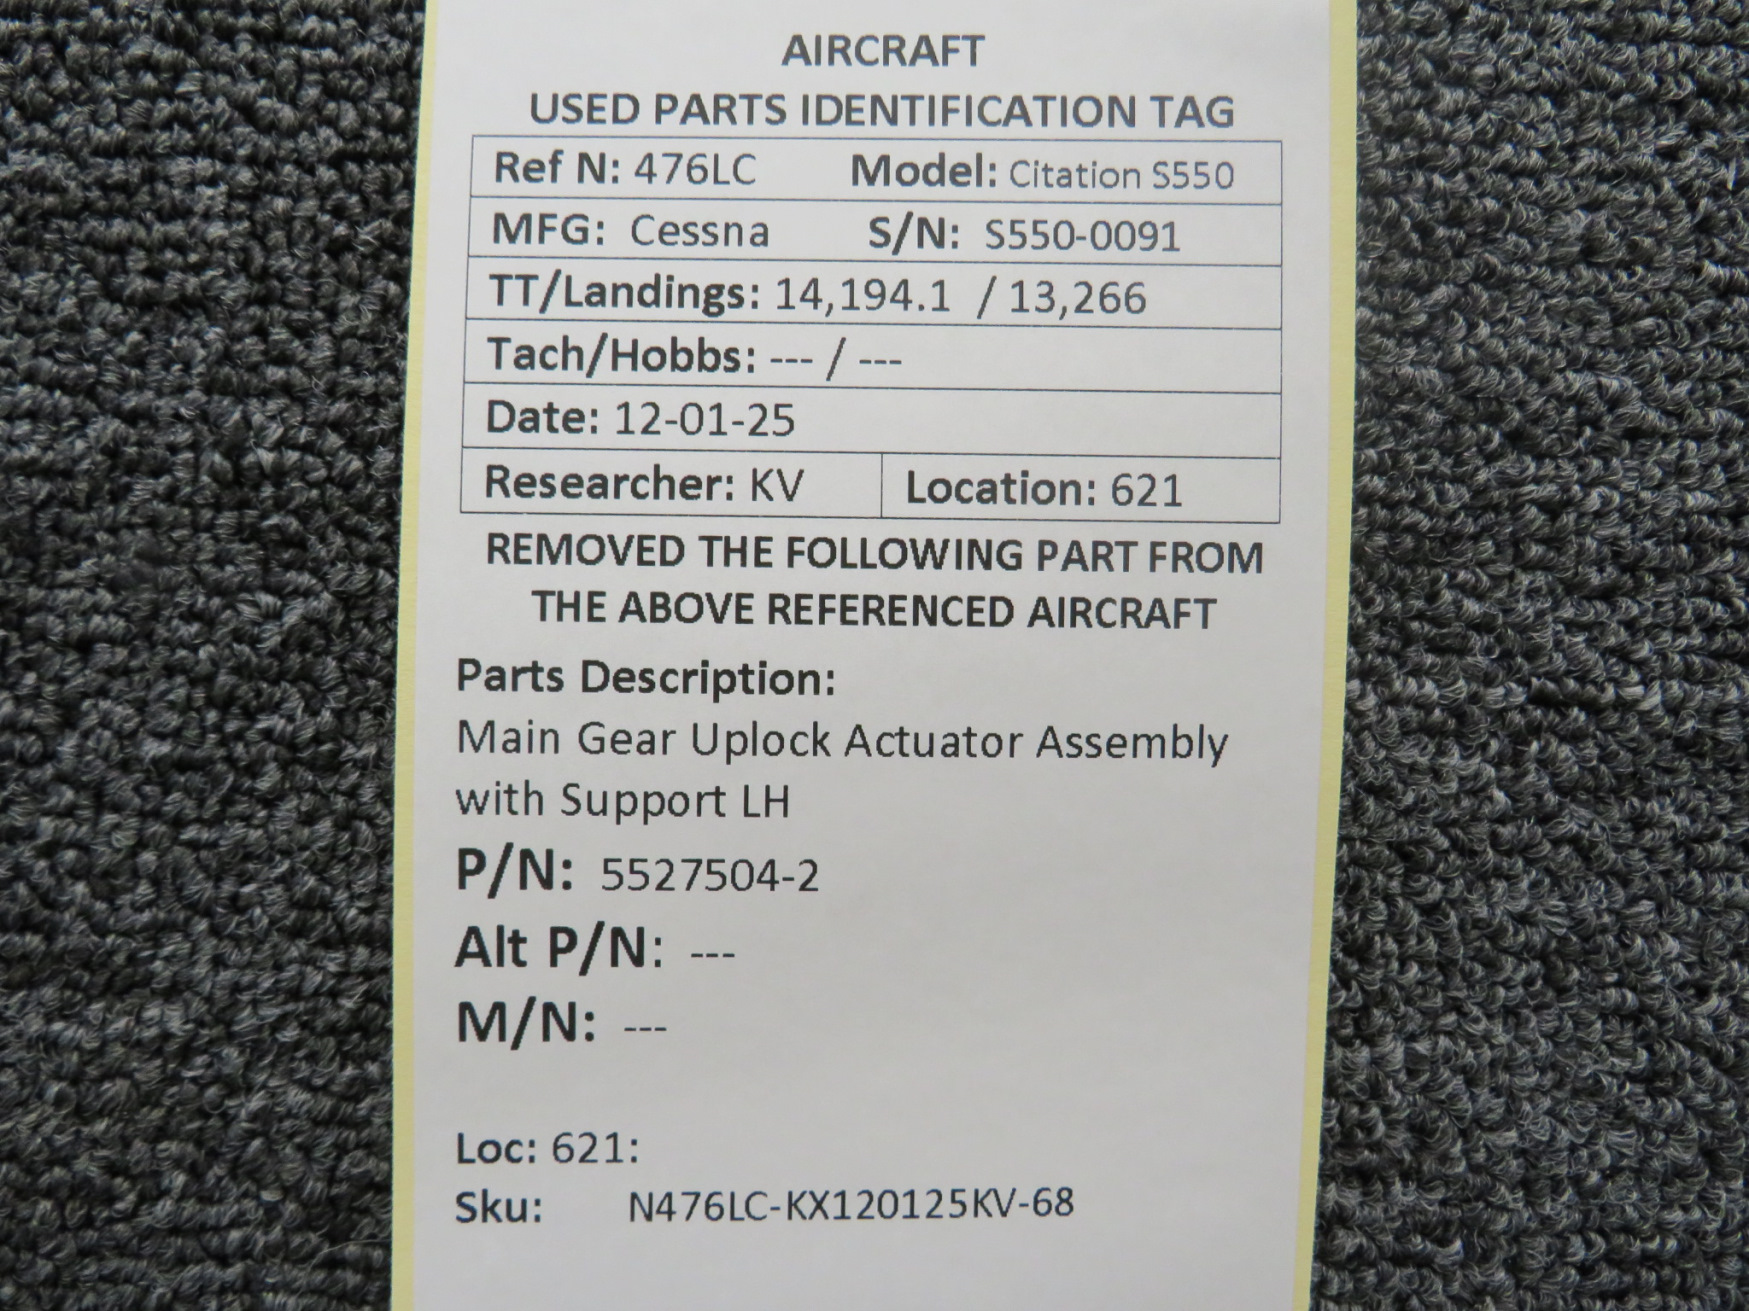 AIRCRAFT
USED PARTS IDENTIFICATION TAG
Ref N: 476LC Model: Citation S550
MFG: Cessna S/N: S550-0091
TT/Landings: 14,194.1 / 13,266
Tach/Hobbs: --- / ---
Date: 12-01-25
Researcher: KV Location: 621
REMOVED THE FOLLOWING PART FROM
THE ABOVE REFERENCED AIRCRAFT
Parts Description:
Main Gear Uplock Actuator Assembly
with Support LH
P/N: 5527504-2
Alt P/N: ---
M/N: ---
Loc: 621:
Sku: N476LC-KX120125KV-68